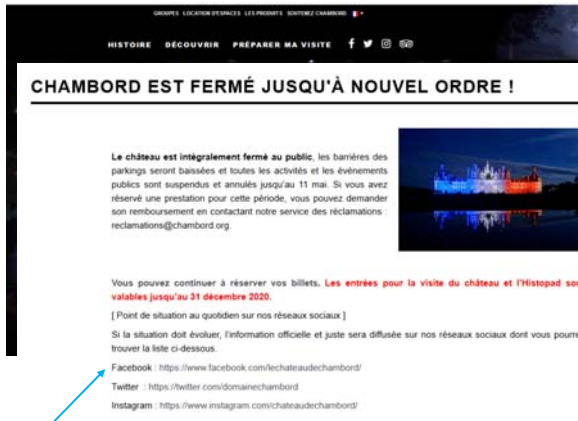 GROUPES LOCATION D'ESPACES LES PRODUITS SOUTENEZ CHAMBORD
HISTOIRE DÉCOUVRIR PRÉPARER MA VISITE
CHAMBORD EST FERMÉ JUSQU'À NOUVEL ORDRE !
Le château est intégralement fermé au public, les barrières des
parkings seront baissées et toutes les activités et les évènements
publics sont suspendus et annulés jusqu'au 11 mai. Si vous avez
réservé une prestation pour cette période, vous pouvez demander
son remboursement en contactant notre service des réclamations :
reclamations@chambord.org.
Vous pouvez continuer à réserver vos billets. Les entrées pour la visite du château et l'Histopad so
valables jusqu'au 31 décembre 2020.
[ Point de situation au quotidien sur nos réseaux sociaux ]
Si la situation doit évoluer, l'information officielle et juste sera diffusée sur nos réseaux sociaux dont vous pourre
trouver la liste ci-dessous.
Facebook : https://www.facebook.com/lechateaudechambord/
Twitter : https://twitter.com/domainechambord
Instagram : https://www.instagram.com/chateaudechambord/